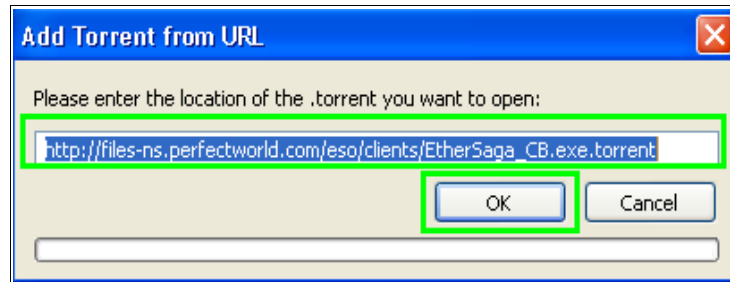 Add Torrent from URL
Please enter the location of the .torrent you want to open:
http://files-ns.perfectworld.com/eso/clients/EtherSaga_CB.exe.torrent
OK Cancel